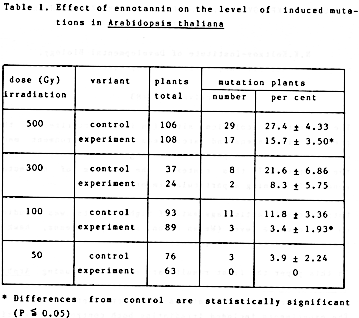 Table 1. Effect of ennotannin on the level of induced muta-
tions in Arabidopsis thaliana
dose (Gy) variant plants mutation plants
irradiation total number per cent
500 control 106 29 27.4 ± 4.33
experiment 108 17 15.7 ± 3.50*
300 control 37 8 21.6 ± 6.86
experiment 24 2 8.3 ± 5.75
100 control 93 11 11.8 ± 3.36
experiment 89 3 3.4 ± 1.93*
50 control 76 3 3.9 ± 2.24
experiment 63 0 0
* Differences from control are statistically significant
(P ≦ 0.05)